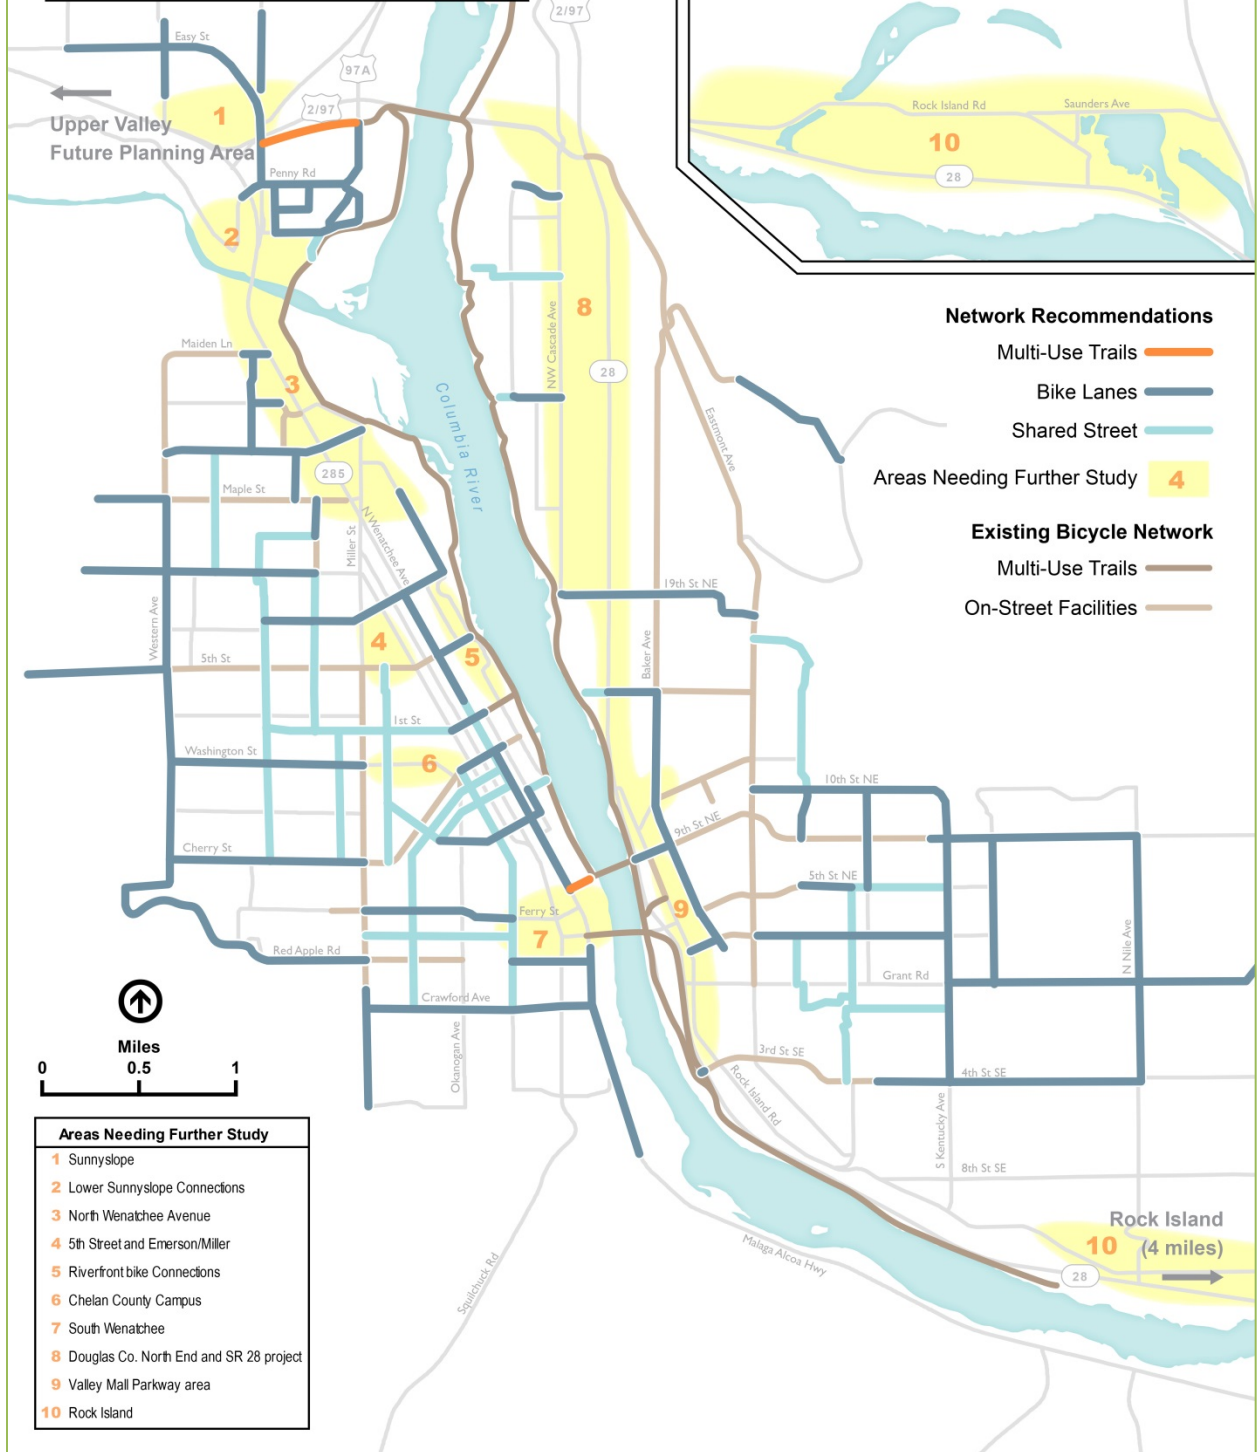 2/97
Easy St
97A
2/97
1
Upper Valley
Future Planning Area
Penny Rd
2
Rock Island Rd
Saunders Ave
10
28
8
NW Cascade Ave
28
Network Recommendations
Multi-Use Trails
Bike Lanes
Shared Street
Areas Needing Further Study
4
Existing Bicycle Network
Multi-Use Trails
On-Street Facilities
Maiden Ln
3
Columbia River
Eastmont Ave
285
Maple St
Miller St
N Wenatchee Ave
19th St NE
Western Ave
4
5
5th St
Baker Ave
1st St
Washington St
6
10th St NE
9th St NE
Cherry St
5th St NE
Ferry St
7
9
Red Apple Rd
N Nile Ave
Grant Rd
Crawford Ave
Okanogan Ave
Miles
0
0.5
1
3rd St SE
4th St SE
Rock Island Rd
S Kentucky Ave
8th St SE
Rock Island
(4 miles)
10
28
Malaga Alcoa Hwy
Squilchuck Rd
Areas Needing Further Study
1 Sunnyslope
2 Lower Sunnyslope Connections
3 North Wenatchee Avenue
4 5th Street and Emerson/Miller
5 Riverfront bike Connections
6 Chelan County Campus
7 South Wenatchee
8 Douglas Co. North End and SR 28 project
9 Valley Mall Parkway area
10 Rock Island